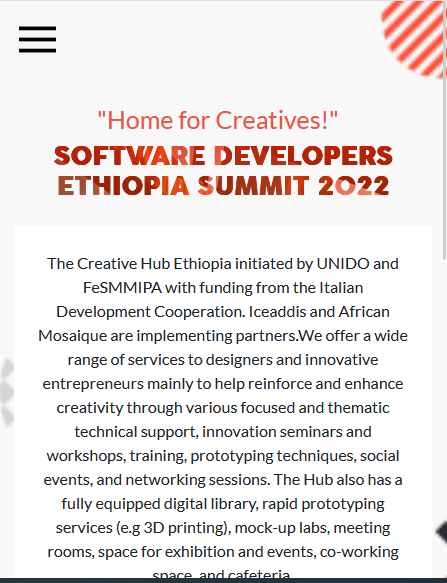 "Home for Creatives!"
SOFTWARE DEVELOPERS
ETHIOPIA SUMMIT 2022
The Creative Hub Ethiopia initiated by UNIDO and
FeSMMIPA with funding from the Italian
Development Cooperation. Iceaddis and African
Mosaique are implementing partners.We offer a wide
range of services to designers and innovative
entrepreneurs mainly to help reinforce and enhance
creativity through various focused and thematic
technical support, innovation seminars and
workshops, training, prototyping techniques, social
events, and networking sessions. The Hub also has a
fully equipped digital library, rapid prototyping
services (e.g 3D printing), mock-up labs, meeting
rooms, space for exhibition and events, co-working
space, and cafeteria.